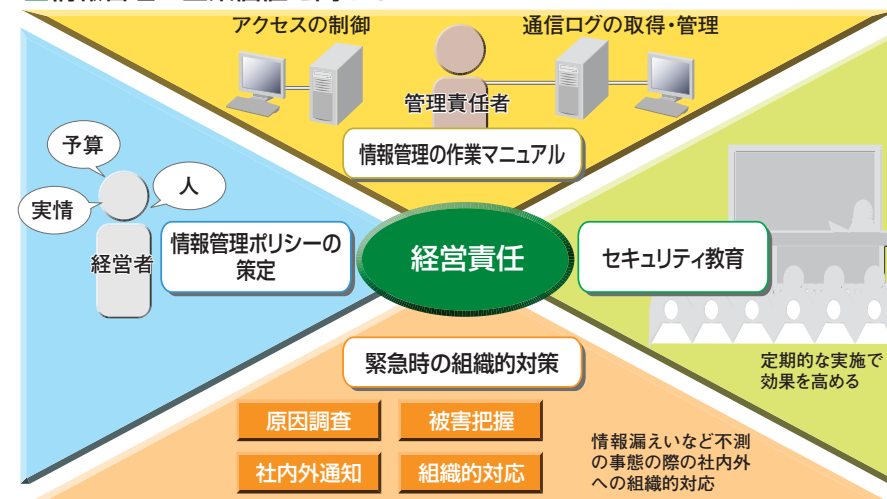 アクセスの制御
通信ログの取得・管理
管理責任者
情報管理の作業マニュアル
予算
人
実情
経営者
情報管理ポリシーの
策定
経営責任
セキュリティ教育
定期的な実施で
効果を高める
緊急時の組織的対策
原因調査
被害把握
社内外通知
組織的対応
情報漏えいなど不測
の事態の際の社内外
への組織的対応